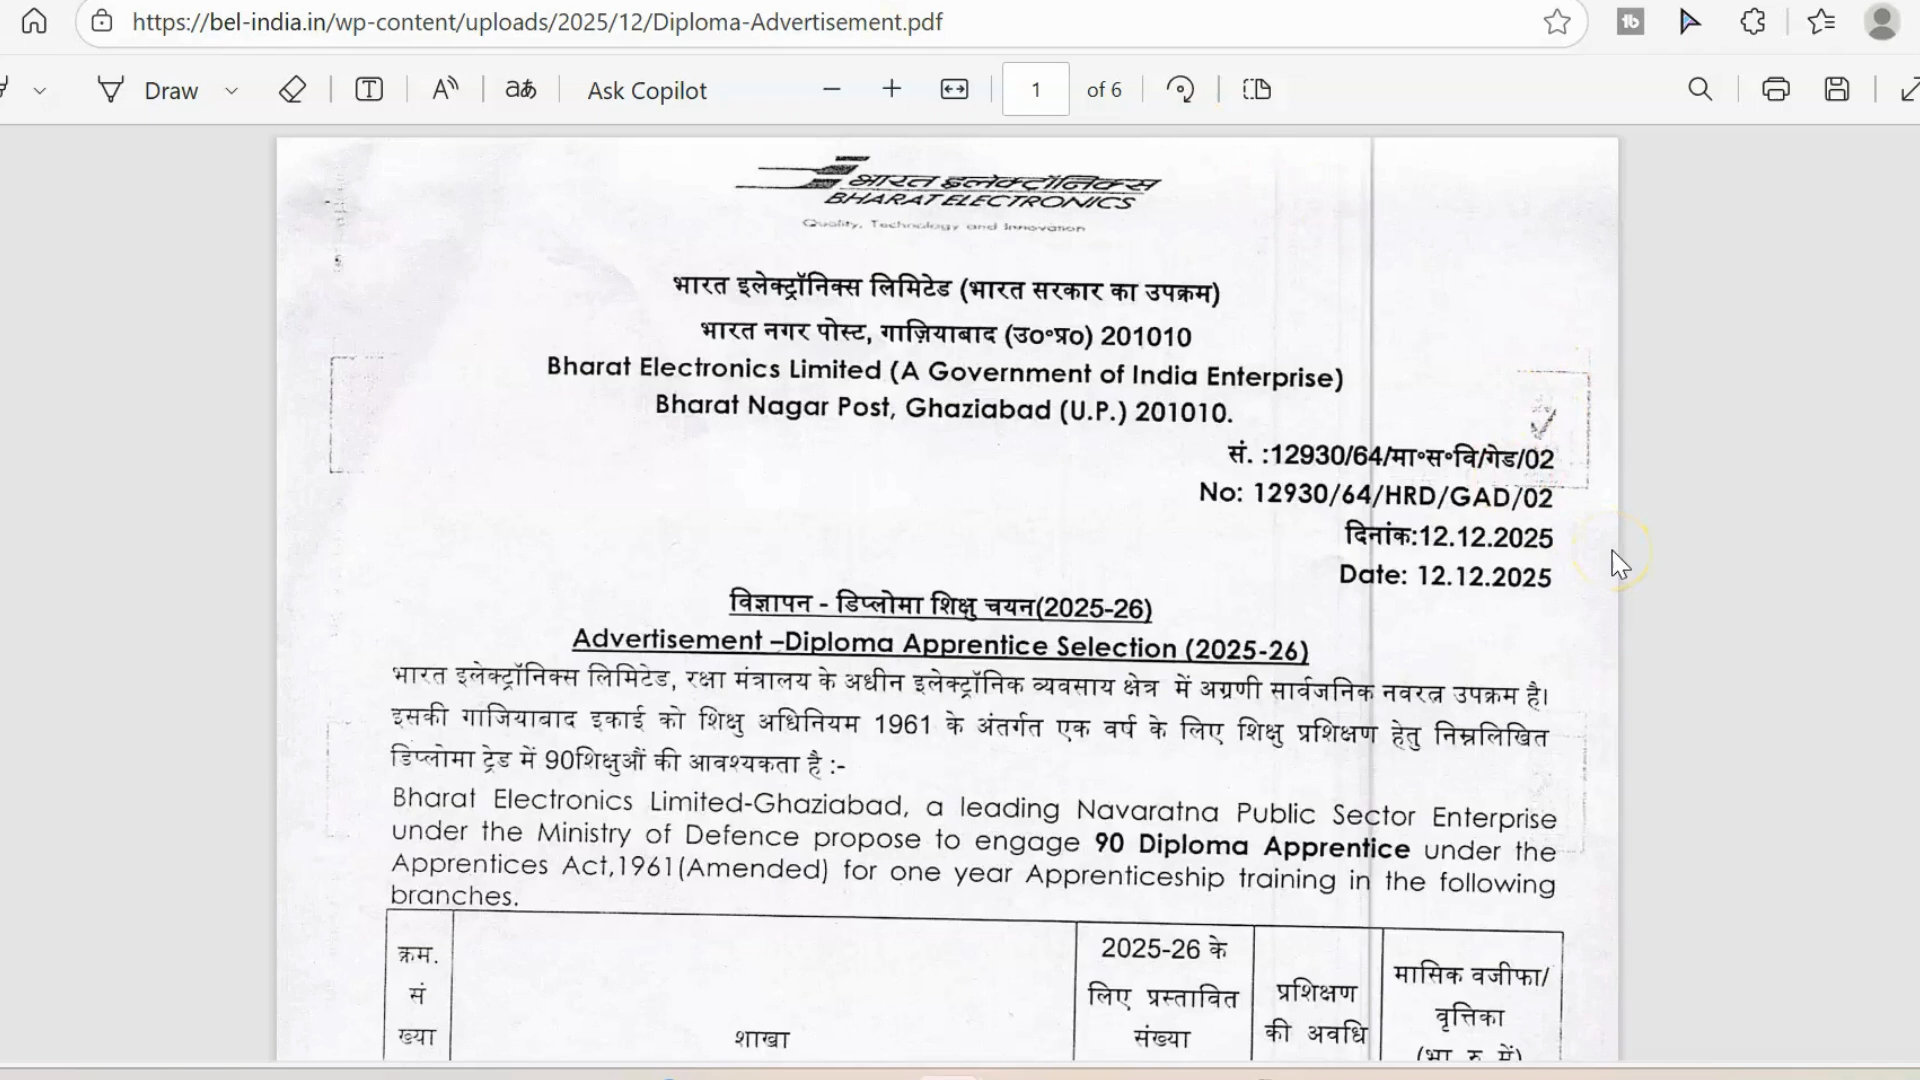 https://bel-india.in/wp-content/uploads/2025/12/Diploma-Advertisement.pdf
Draw
aあ
Ask Copilot
1 of 6
भारत इलेक्ट्रॉनिक्स
BHARAT ELECTRONICS
Quality, Technology and Innovation
भारत इलेक्ट्रॉनिक्स लिमिटेड (भारत सरकार का उपक्रम)
भारत नगर पोस्ट, गाज़ियाबाद (उ०॰प्र०) 201010
Bharat Electronics Limited (A Government of India Enterprise)
Bharat Nagar Post, Ghaziabad (U.P.) 201010.
सं. :12930/64/मा॰स॰वि/गेड/02
No: 12930/64/HRD/GAD/02
दिनांक:12.12.2025
Date: 12.12.2025
विज्ञापन - डिप्लोमा शिक्षु चयन(2025-26)
Advertisement –Diploma Apprentice Selection (2025-26)
भारत इलेक्ट्रॉनिक्स लिमिटेड, रक्षा मंत्रालय के अधीन इलेक्ट्रॉनिक व्यवसाय क्षेत्र में अग्रणी सार्वजनिक नवरत्न उपक्रम है।
इसकी गाजियाबाद इकाई को शिक्षु अधिनियम 1961 के अंतर्गत एक वर्ष के लिए शिक्षु प्रशिक्षण हेतु निम्नलिखित
डिप्लोमा ट्रेड में 90शिक्षुओं की आवश्यकता है :-
Bharat Electronics Limited-Ghaziabad, a leading Navaratna Public Sector Enterprise
under the Ministry of Defence propose to engage 90 Diploma Apprentice under the
Apprentices Act,1961(Amended) for one year Apprenticeship training in the following
branches.
क्रम.
सं
ख्या
शाखा
2025-26 के
लिए प्रस्तावित
संख्या
प्रशिक्षण
की अवधि
मासिक वजीफा/
वृत्तिका
(भा रु में)